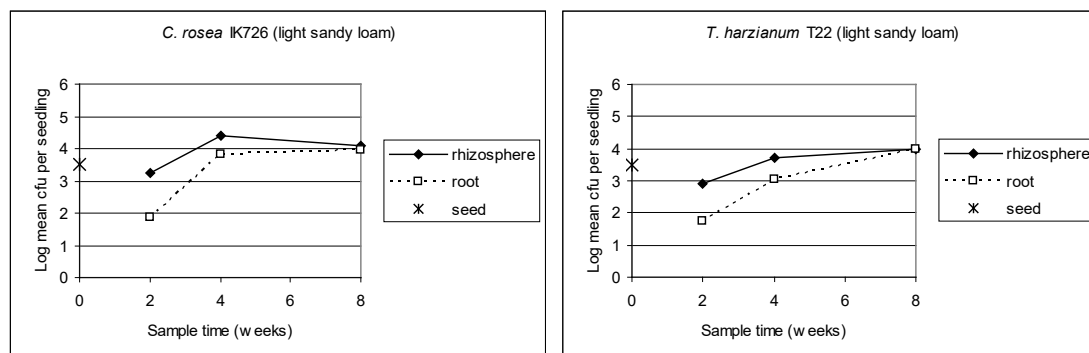 C. rosea IK726 (light sandy loam)
Log mean cfu per seedling
6
5
4
3
2
1
0
0 2 4 6 8
Sample time (weeks)
rhizosphere
root
seed
T. harzianum T22 (light sandy loam)
Log mean cfu per seedling
6
5
4
3
2
1
0
0 2 4 6 8
Sample time (weeks)
rhizosphere
root
seed